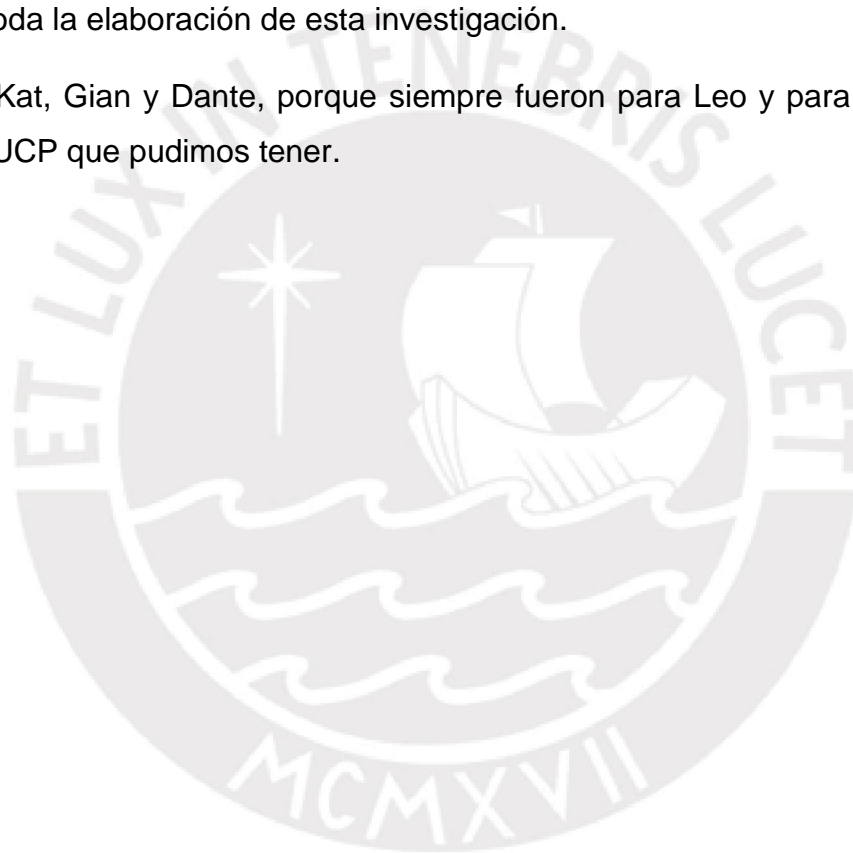 oda la elaboración de esta investigación.
Kat, Gian y Dante, porque siempre fueron para Leo y para
UCP que pudimos tener.
ET LUX IN TENEBRIS LUCET
MCMXVII